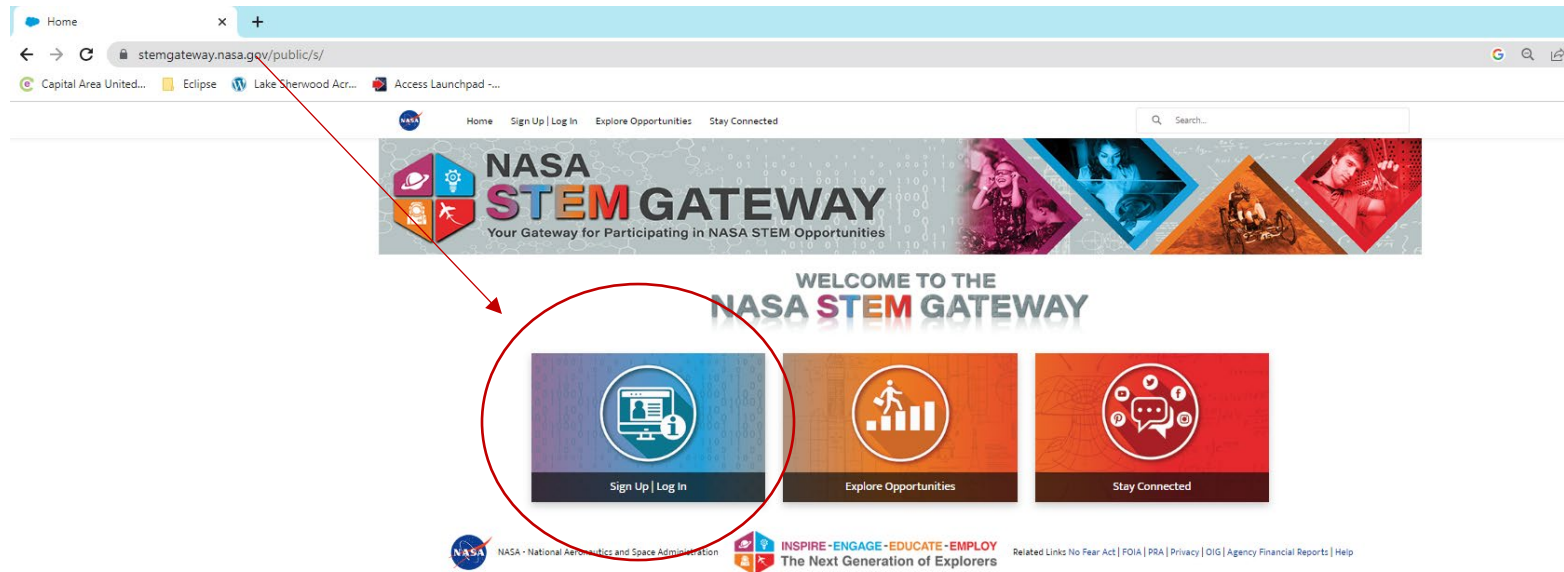 Home
stemgateway.nasa.gov/public/s/
Capital Area United...
Eclipse
Lake Sherwood Acr...
Access Launchpad -...
NASA
Home
Sign Up | Log In
Explore Opportunities
Stay Connected
Search...
NASA
STEM GATEWAY
Your Gateway for Participating in NASA STEM Opportunities
WELCOME TO THE
NASA STEM GATEWAY
Sign Up | Log In
Explore Opportunities
Stay Connected
NASA
NASA - National Aeronautics and Space Administration
INSPIRE - ENGAGE - EDUCATE - EMPLOY
The Next Generation of Explorers
Related Links No Fear Act | FOIA | PRA | Privacy | OIG | Agency Financial Reports | Help